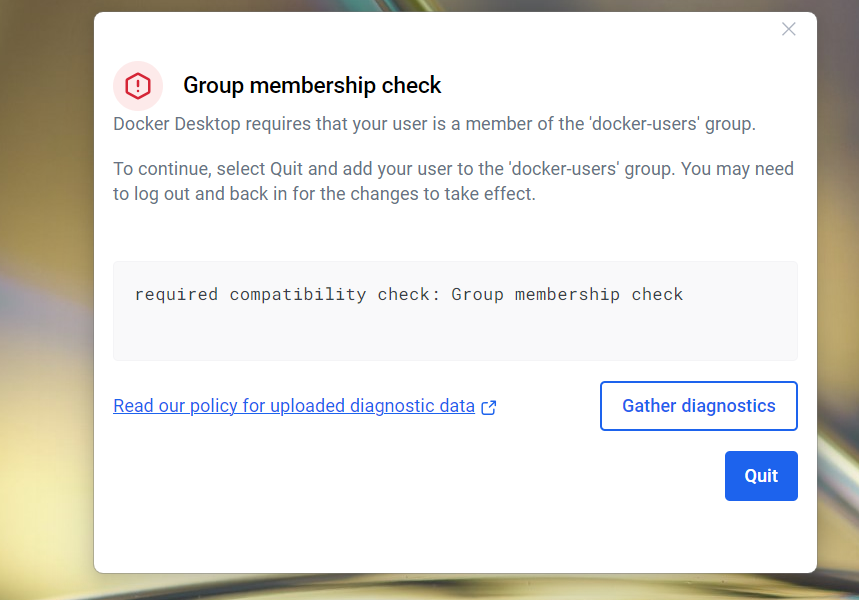 Group membership check
Docker Desktop requires that your user is a member of the 'docker-users' group.
To continue, select Quit and add your user to the 'docker-users' group. You may need
to log out and back in for the changes to take effect.
required compatibility check: Group membership check
Read our policy for uploaded diagnostic data
Gather diagnostics
Quit